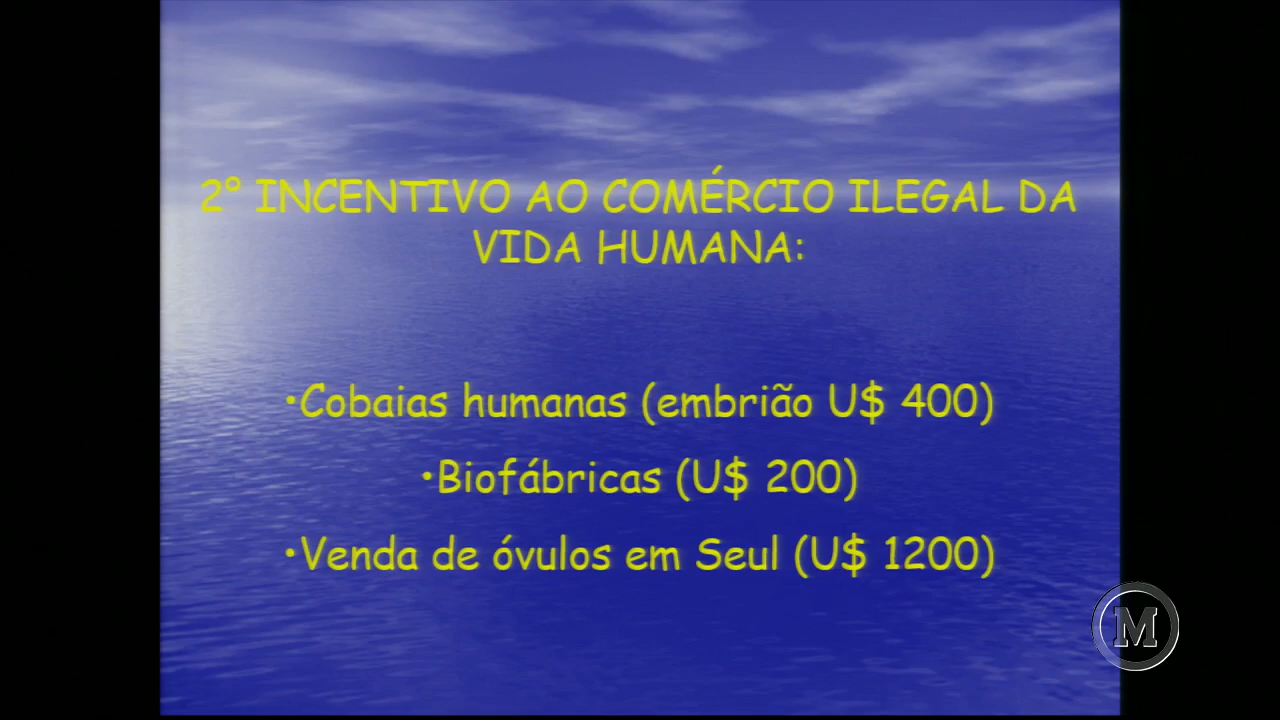 2° INCENTIVO AO COMÉRCIO ILEGAL DA
VIDA HUMANA:
•Cobaias humanas (embrião U$ 400)
•Biofábricas (U$ 200)
•Venda de óvulos em Seul (U$ 1200)
M